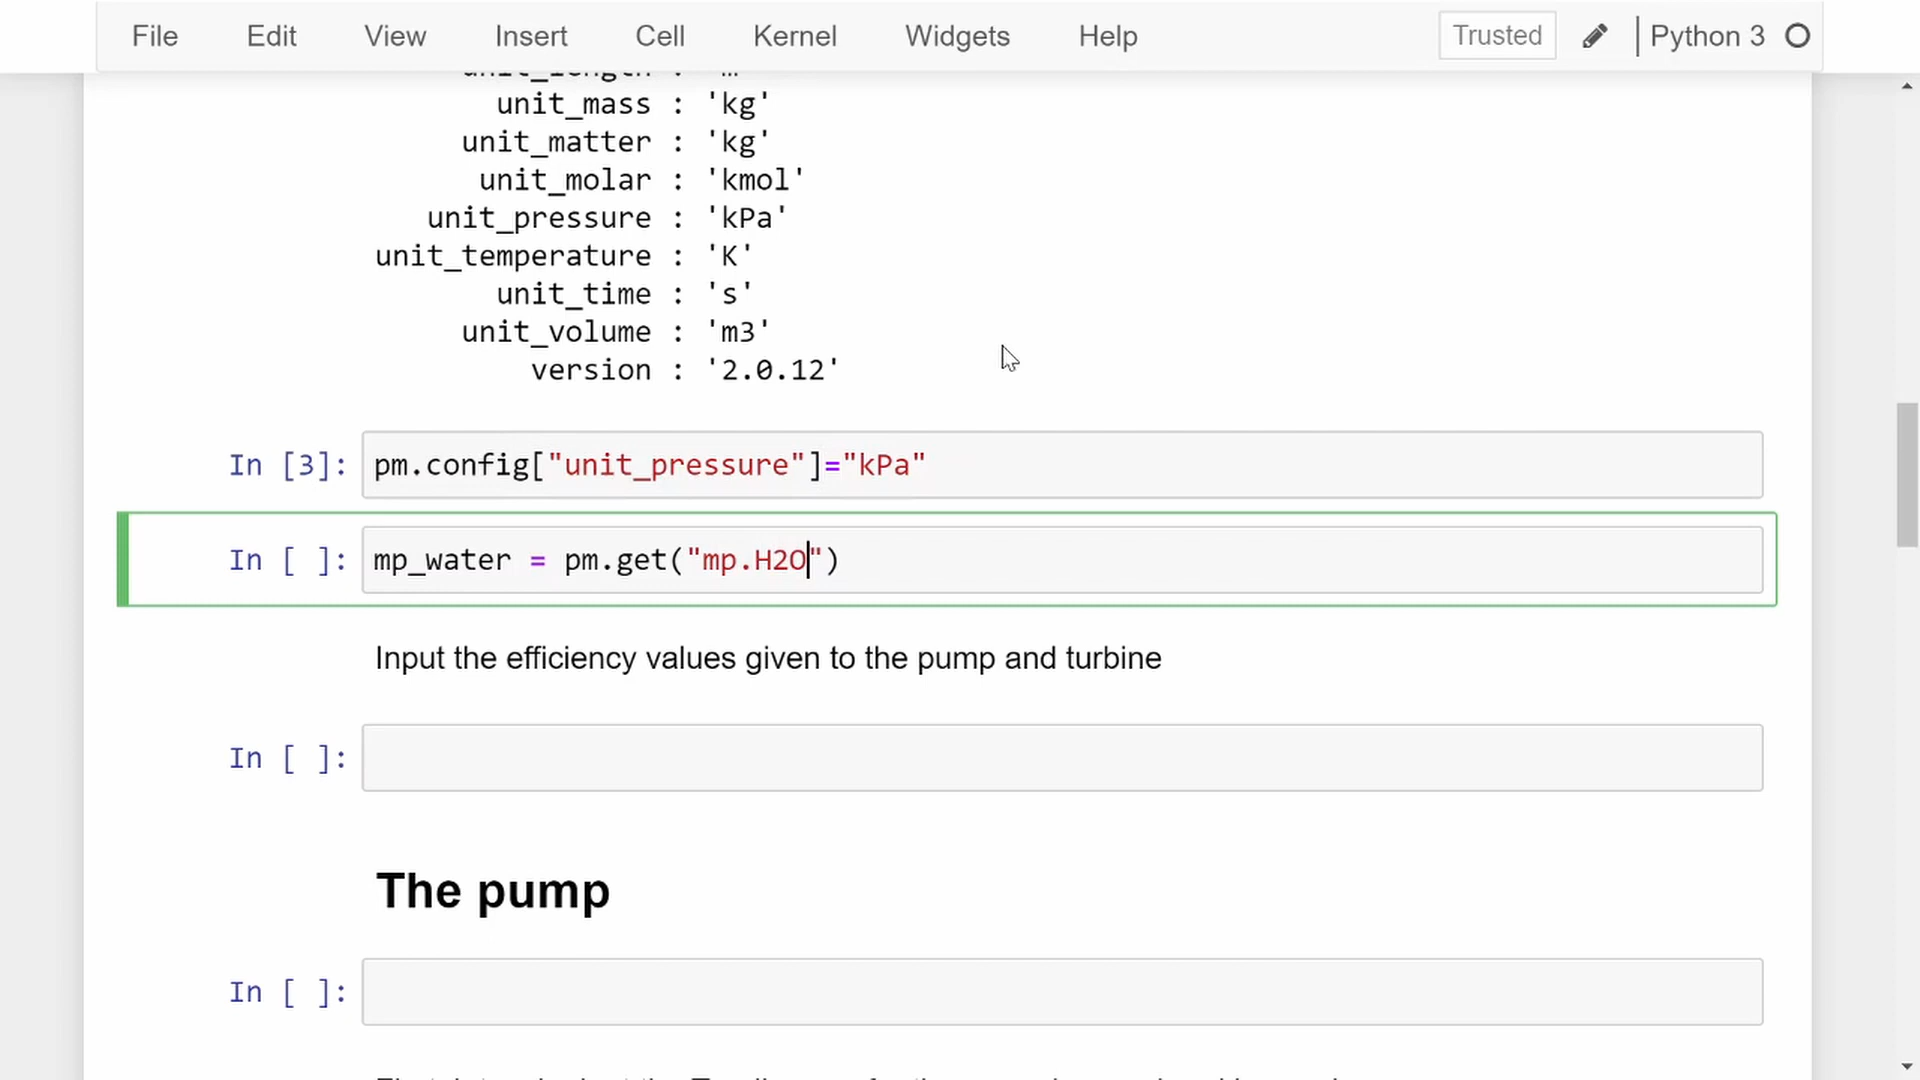 File Edit View Insert Cell Kernel Widgets Help Trusted Python 3
unit_mass : 'kg'
unit_matter : 'kg'
unit_molar : 'kmol'
unit_pressure : 'kPa'
unit_temperature : 'K'
unit_time : 's'
unit_volume : 'm3'
version : '2.0.12'
In [3]: pm.config["unit_pressure"]="kPa"
In [ ]: mp_water = pm.get("mp.H2O")
Input the efficiency values given to the pump and turbine
In [ ]:
The pump
In [ ]: